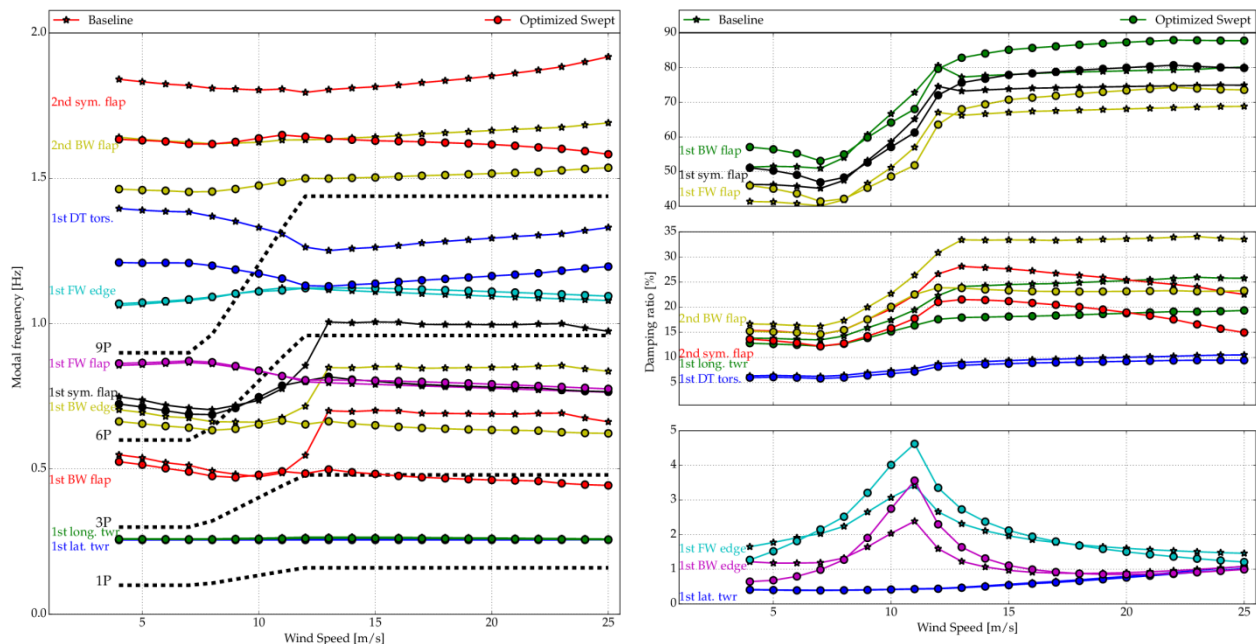 Baseline
Optimized Swept
2.0
1.5
1.0
0.5
0.0
Modal frequency [Hz]
2nd sym. flap
2nd BW flap
1st DT tors.
1st FW edge
9P
1st FW flap
1st sym. flap
1st BW edge
6P
1st BW flap
3P
1st long. twr
1st lat. twr
1P
5
10
15
20
25
Wind Speed [m/s]
Baseline
Optimized Swept
90
80
70
60
50
40
1st BW flap
1st sym. flap
1st FW flap
35
30
25
20
15
10
5
Damping ratio [%]
2nd BW flap
2nd sym. flap
1st long. twr
1st DT tors.
5
4
3
2
1
0
1st FW edge
1st BW edge
1st lat. twr
5
10
15
20
25
Wind Speed [m/s]